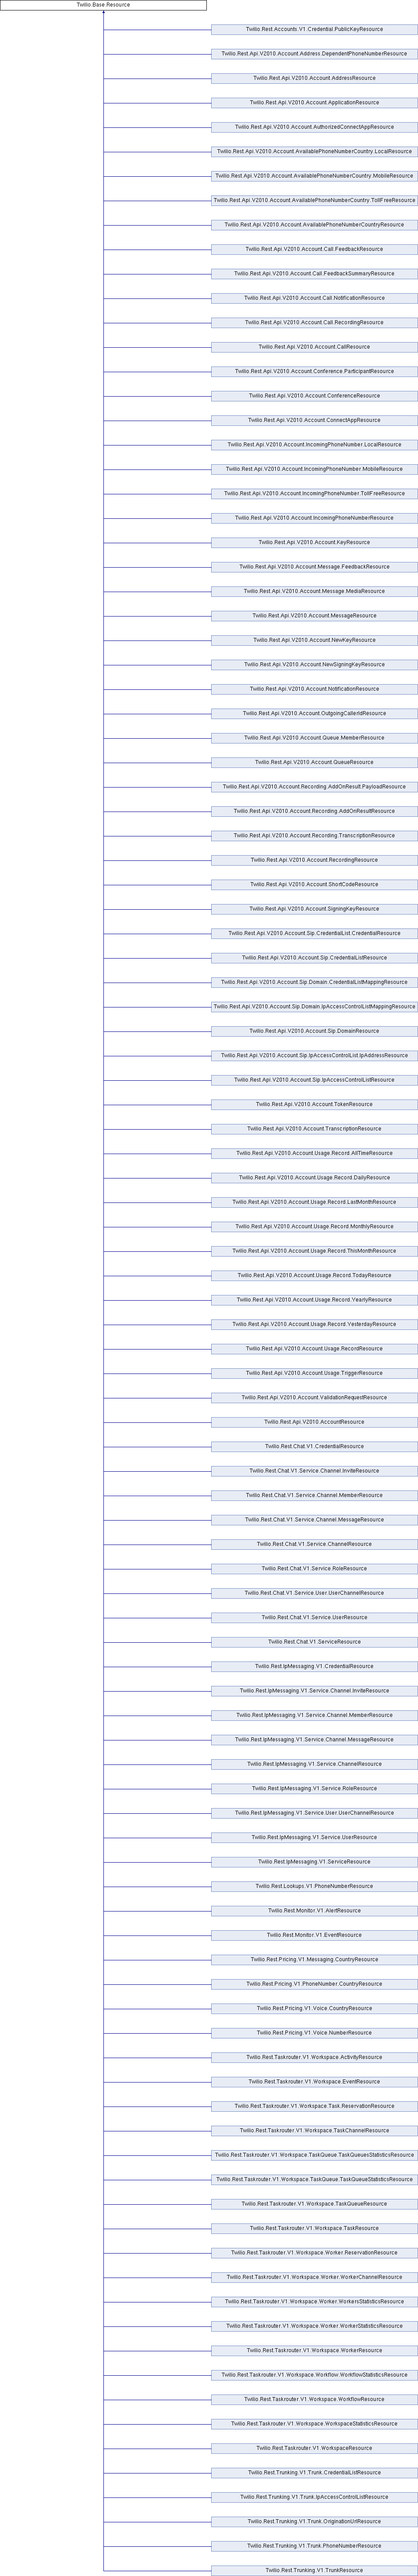 Twilio.Base.Resource
Twilio.Rest.Accounts.V1.Credential.PublicKeyResource
Twilio.Rest.Api.V2010.Account.Address.DependentPhoneNumberResource
Twilio.Rest.Api.V2010.Account.AddressResource
Twilio.Rest.Api.V2010.Account.ApplicationResource
Twilio.Rest.Api.V2010.Account.AuthorizedConnectAppResource
Twilio.Rest.Api.V2010.Account.AvailablePhoneNumberCountry.LocalResource
Twilio.Rest.Api.V2010.Account.AvailablePhoneNumberCountry.MobileResource
Twilio.Rest.Api.V2010.Account.AvailablePhoneNumberCountry.TollFreeResource
Twilio.Rest.Api.V2010.Account.AvailablePhoneNumberCountryResource
Twilio.Rest.Api.V2010.Account.Call.FeedbackResource
Twilio.Rest.Api.V2010.Account.Call.FeedbackSummaryResource
Twilio.Rest.Api.V2010.Account.Call.NotificationResource
Twilio.Rest.Api.V2010.Account.Call.RecordingResource
Twilio.Rest.Api.V2010.Account.CallResource
Twilio.Rest.Api.V2010.Account.Conference.ParticipantResource
Twilio.Rest.Api.V2010.Account.ConferenceResource
Twilio.Rest.Api.V2010.Account.ConnectAppResource
Twilio.Rest.Api.V2010.Account.IncomingPhoneNumber.LocalResource
Twilio.Rest.Api.V2010.Account.IncomingPhoneNumber.MobileResource
Twilio.Rest.Api.V2010.Account.IncomingPhoneNumber.TollFreeResource
Twilio.Rest.Api.V2010.Account.IncomingPhoneNumberResource
Twilio.Rest.Api.V2010.Account.KeyResource
Twilio.Rest.Api.V2010.Account.Message.FeedbackResource
Twilio.Rest.Api.V2010.Account.Message.MediaResource
Twilio.Rest.Api.V2010.Account.MessageResource
Twilio.Rest.Api.V2010.Account.NewKeyResource
Twilio.Rest.Api.V2010.Account.NewSigningKeyResource
Twilio.Rest.Api.V2010.Account.NotificationResource
Twilio.Rest.Api.V2010.Account.OutgoingCallerIdResource
Twilio.Rest.Api.V2010.Account.Queue.MemberResource
Twilio.Rest.Api.V2010.Account.QueueResource
Twilio.Rest.Api.V2010.Account.Recording.AddOnResult.PayloadResource
Twilio.Rest.Api.V2010.Account.Recording.AddOnResultResource
Twilio.Rest.Api.V2010.Account.Recording.TranscriptionResource
Twilio.Rest.Api.V2010.Account.RecordingResource
Twilio.Rest.Api.V2010.Account.ShortCodeResource
Twilio.Rest.Api.V2010.Account.SigningKeyResource
Twilio.Rest.Api.V2010.Account.Sip.CredentialList.CredentialResource
Twilio.Rest.Api.V2010.Account.Sip.CredentialListResource
Twilio.Rest.Api.V2010.Account.Sip.Domain.CredentialListMappingResource
Twilio.Rest.Api.V2010.Account.Sip.Domain.IpAccessControlListMappingResource
Twilio.Rest.Api.V2010.Account.Sip.DomainResource
Twilio.Rest.Api.V2010.Account.Sip.IpAccessControlList.IpAddressResource
Twilio.Rest.Api.V2010.Account.Sip.IpAccessControlListResource
Twilio.Rest.Api.V2010.Account.TokenResource
Twilio.Rest.Api.V2010.Account.TranscriptionResource
Twilio.Rest.Api.V2010.Account.Usage.Record.AllTimeResource
Twilio.Rest.Api.V2010.Account.Usage.Record.DailyResource
Twilio.Rest.Api.V2010.Account.Usage.Record.LastMonthResource
Twilio.Rest.Api.V2010.Account.Usage.Record.MonthlyResource
Twilio.Rest.Api.V2010.Account.Usage.Record.ThisMonthResource
Twilio.Rest.Api.V2010.Account.Usage.Record.TodayResource
Twilio.Rest.Api.V2010.Account.Usage.Record.YearlyResource
Twilio.Rest.Api.V2010.Account.Usage.Record.YesterdayResource
Twilio.Rest.Api.V2010.Account.Usage.RecordResource
Twilio.Rest.Api.V2010.Account.Usage.TriggerResource
Twilio.Rest.Api.V2010.Account.ValidationRequestResource
Twilio.Rest.Api.V2010.AccountResource
Twilio.Rest.Chat.V1.CredentialResource
Twilio.Rest.Chat.V1.Service.Channel.InviteResource
Twilio.Rest.Chat.V1.Service.Channel.MemberResource
Twilio.Rest.Chat.V1.Service.Channel.MessageResource
Twilio.Rest.Chat.V1.Service.ChannelResource
Twilio.Rest.Chat.V1.Service.RoleResource
Twilio.Rest.Chat.V1.Service.User.UserChannelResource
Twilio.Rest.Chat.V1.Service.UserResource
Twilio.Rest.Chat.V1.ServiceResource
Twilio.Rest.IpMessaging.V1.CredentialResource
Twilio.Rest.IpMessaging.V1.Service.Channel.InviteResource
Twilio.Rest.IpMessaging.V1.Service.Channel.MemberResource
Twilio.Rest.IpMessaging.V1.Service.Channel.MessageResource
Twilio.Rest.IpMessaging.V1.Service.ChannelResource
Twilio.Rest.IpMessaging.V1.Service.RoleResource
Twilio.Rest.IpMessaging.V1.Service.User.UserChannelResource
Twilio.Rest.IpMessaging.V1.Service.UserResource
Twilio.Rest.IpMessaging.V1.ServiceResource
Twilio.Rest.Lookups.V1.PhoneNumberResource
Twilio.Rest.Monitor.V1.AlertResource
Twilio.Rest.Monitor.V1.EventResource
Twilio.Rest.Pricing.V1.Messaging.CountryResource
Twilio.Rest.Pricing.V1.PhoneNumber.CountryResource
Twilio.Rest.Pricing.V1.Voice.CountryResource
Twilio.Rest.Pricing.V1.Voice.NumberResource
Twilio.Rest.Taskrouter.V1.Workspace.ActivityResource
Twilio.Rest.Taskrouter.V1.Workspace.EventResource
Twilio.Rest.Taskrouter.V1.Workspace.Task.ReservationResource
Twilio.Rest.Taskrouter.V1.Workspace.TaskChannelResource
Twilio.Rest.Taskrouter.V1.Workspace.TaskQueue.TaskQueuesStatisticsResource
Twilio.Rest.Taskrouter.V1.Workspace.TaskQueue.TaskQueueStatisticsResource
Twilio.Rest.Taskrouter.V1.Workspace.TaskQueueResource
Twilio.Rest.Taskrouter.V1.Workspace.TaskResource
Twilio.Rest.Taskrouter.V1.Workspace.Worker.ReservationResource
Twilio.Rest.Taskrouter.V1.Workspace.Worker.WorkerChannelResource
Twilio.Rest.Taskrouter.V1.Workspace.Worker.WorkersStatisticsResource
Twilio.Rest.Taskrouter.V1.Workspace.Worker.WorkerStatisticsResource
Twilio.Rest.Taskrouter.V1.Workspace.WorkerResource
Twilio.Rest.Taskrouter.V1.Workspace.Workflow.WorkflowStatisticsResource
Twilio.Rest.Taskrouter.V1.Workspace.WorkflowResource
Twilio.Rest.Taskrouter.V1.Workspace.WorkspaceStatisticsResource
Twilio.Rest.Taskrouter.V1.WorkspaceResource
Twilio.Rest.Trunking.V1.Trunk.CredentialListResource
Twilio.Rest.Trunking.V1.Trunk.IpAccessControlListResource
Twilio.Rest.Trunking.V1.Trunk.OriginationUrlResource
Twilio.Rest.Trunking.V1.Trunk.PhoneNumberResource
Twilio.Rest.Trunking.V1.TrunkResource